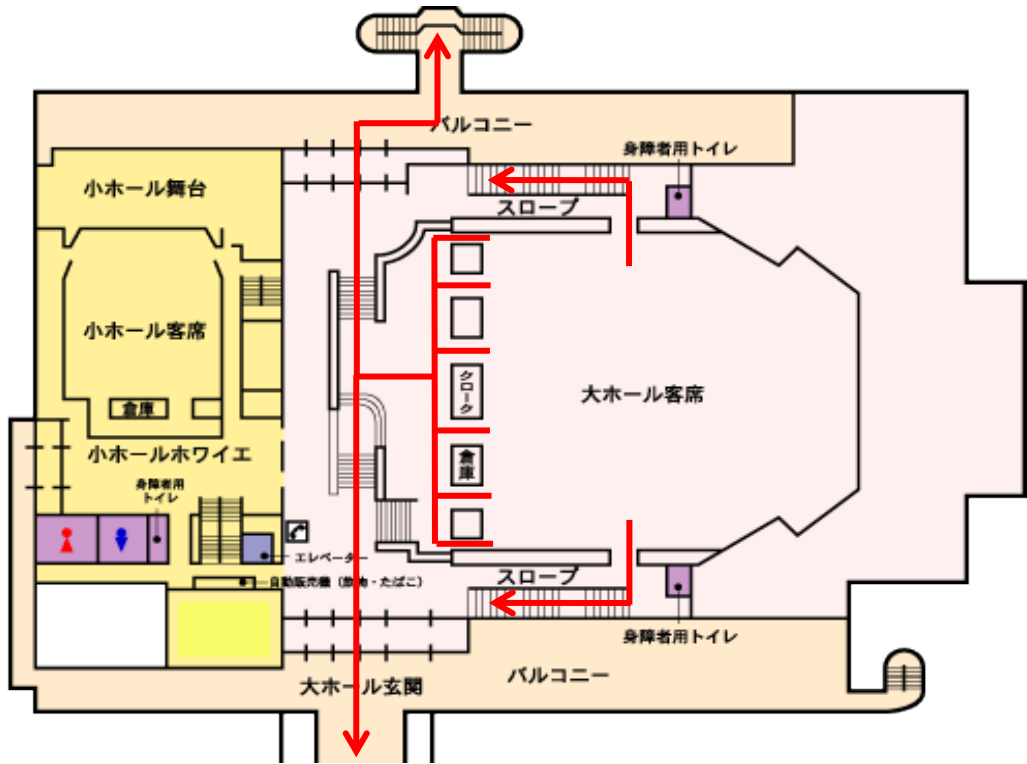 バルコニー
身障者用トイレ
小ホール舞台
スロープ
小ホール客席
クローク
大ホール客席
倉庫
小ホールホワイエ
倉庫
身障者用
トイレ
エレベーター
自動販売機（飲物・たばこ）
スロープ
身障者用トイレ
バルコニー
大ホール玄関